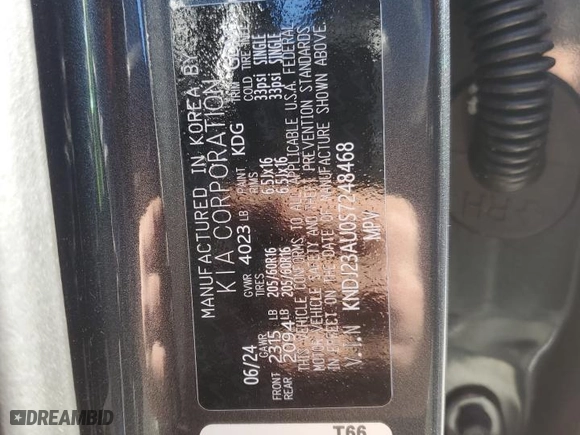 MANUFACTURED IN KOREA BY
KIA CORPORATION
06/24 GVWR 4023 LB PAINT KDG TRIM
GAWR TIRES RIMS COLD TIRE
FRONT 2315 LB 205/60R16 6.5JX16 33psi SINGLE
REAR 2094 LB 205/60R16 6.5JX16 33psi SINGLE
THIS VEHICLE CONFORMS TO ALL APPLICABLE U.S.A. FEDERAL
MOTOR VEHICLE SAFETY AND THEFT PREVENTION STANDARDS
IN EFFECT ON THE DATE OF MANUFACTURE SHOWN ABOVE.
V.I.N KNDJ23AU0S7248468
MPV
T66
DREAMBID